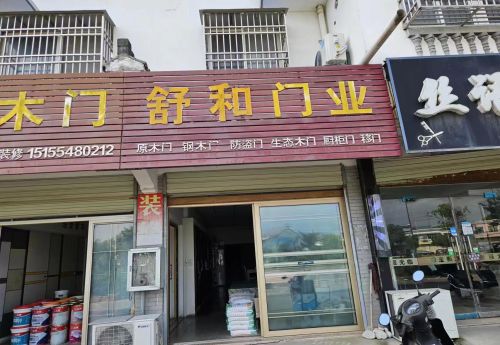 木门
装修 15155480212
舒和门业
原木门 钢木门 防盗门 生态木门 厨柜门 移门
丝
装